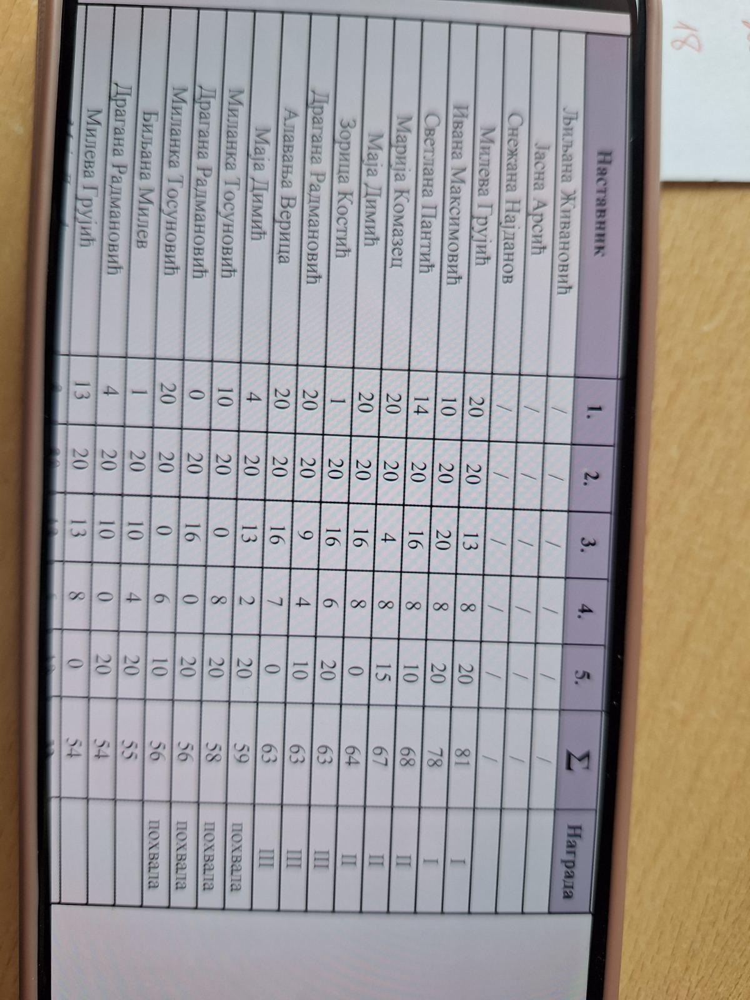 Наставник 1. 2. 3. 4. 5. Σ Награда
Љиљана Живановић / / / / / /
Јасна Арсић / / / / / /
Снежана Најданов / / / / / /
Милева Грујић 20 20 13 8 20 81 I
Ивана Максимовић 10 20 20 8 20 78 I
Светлана Пантић 14 20 16 8 10 68 II
Марија Комазец 20 20 4 8 15 67 II
Маја Димић 20 20 16 8 0 64 II
Зорица Костић 1 20 16 6 20 63 III
Драгана Радмановић 20 20 9 4 10 63 III
Алавања Верица 20 20 16 7 0 63 III
Маја Димић 4 20 13 2 20 59 похвала
Миланка Тосуновић 10 20 0 8 20 58 похвала
Драгана Радмановић 0 20 16 0 20 56 похвала
Миланка Тосуновић 20 20 0 6 10 56 похвала
Биљана Милев 1 20 10 4 20 55
Драгана Радмановић 4 20 10 0 20 54
Милева Грујић 13 20 13 8 0 54
18